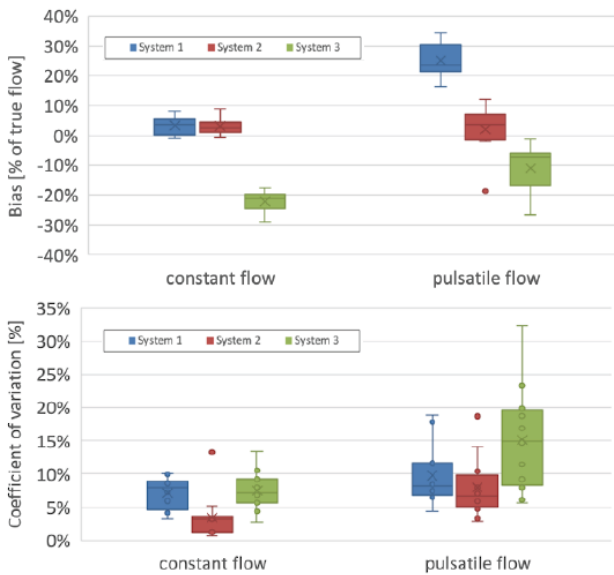 Bias [% of true flow]
40%
30%
20%
10%
0%
-10%
-20%
-30%
-40%
System 1 System 2 System 3
constant flow pulsatile flow
Coefficient of variation [%]
35%
30%
25%
20%
15%
10%
5%
0%
System 1 System 2 System 3
constant flow pulsatile flow